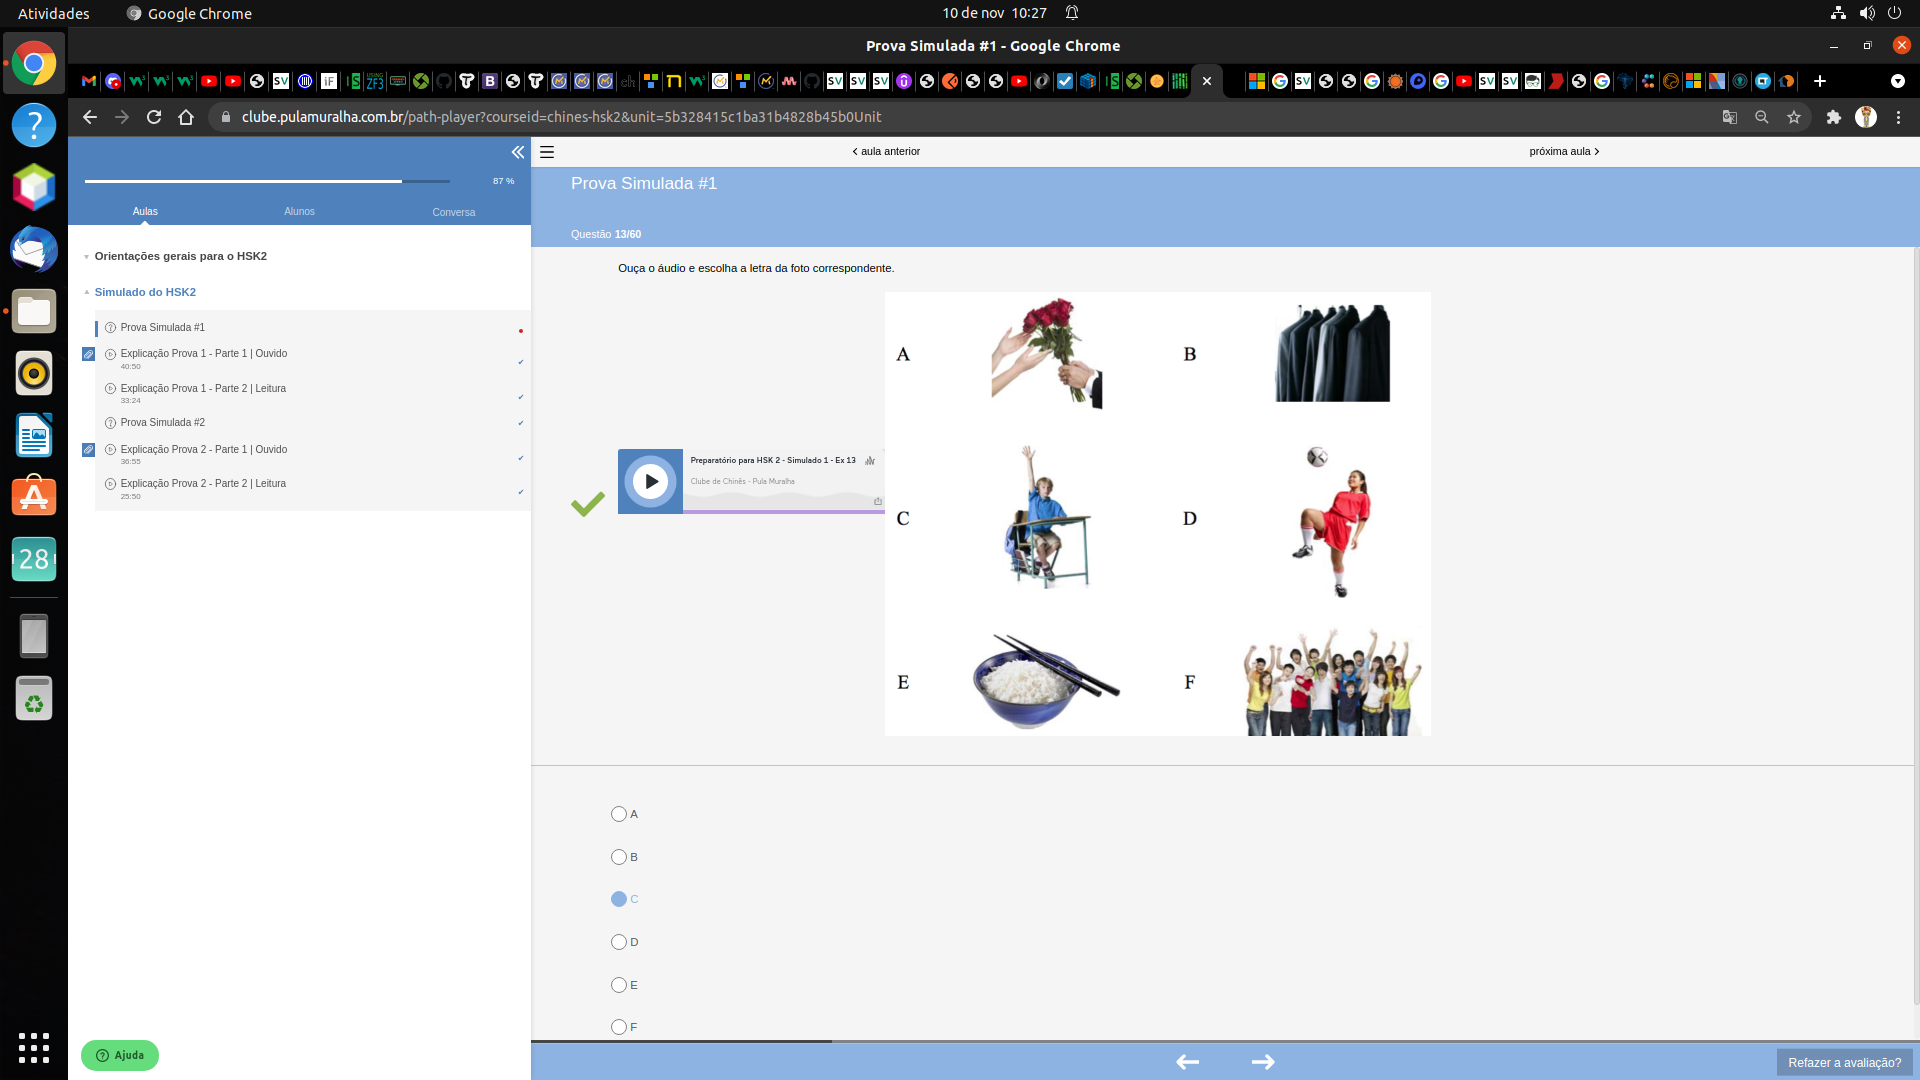 Atividades
Google Chrome
10 de nov 10:27
Prova Simulada #1 - Google Chrome
clube.pulamuralha.com.br/path-player?courseid=chines-hsk2&unit=5b328415c1ba31b4828b45b0Unit
aula anterior
próxima aula
87 %
Aulas
Alunos
Conversa
Orientações gerais para o HSK2
Simulado do HSK2
Prova Simulada #1
Explicação Prova 1 - Parte 1 | Ouvido
40:50
Explicação Prova 1 - Parte 2 | Leitura
33:24
Prova Simulada #2
Explicação Prova 2 - Parte 1 | Ouvido
36:55
Explicação Prova 2 - Parte 2 | Leitura
25:50
28
Ajuda
Prova Simulada #1
Questão 13/60
Ouça o áudio e escolha a letra da foto correspondente.
Preparatório para HSK 2 - Simulado 1 - Ex 13
Clube de Chinês - Pula Muralha
A
B
C
D
E
F
A
B
C
D
E
F
Refazer a avaliação?